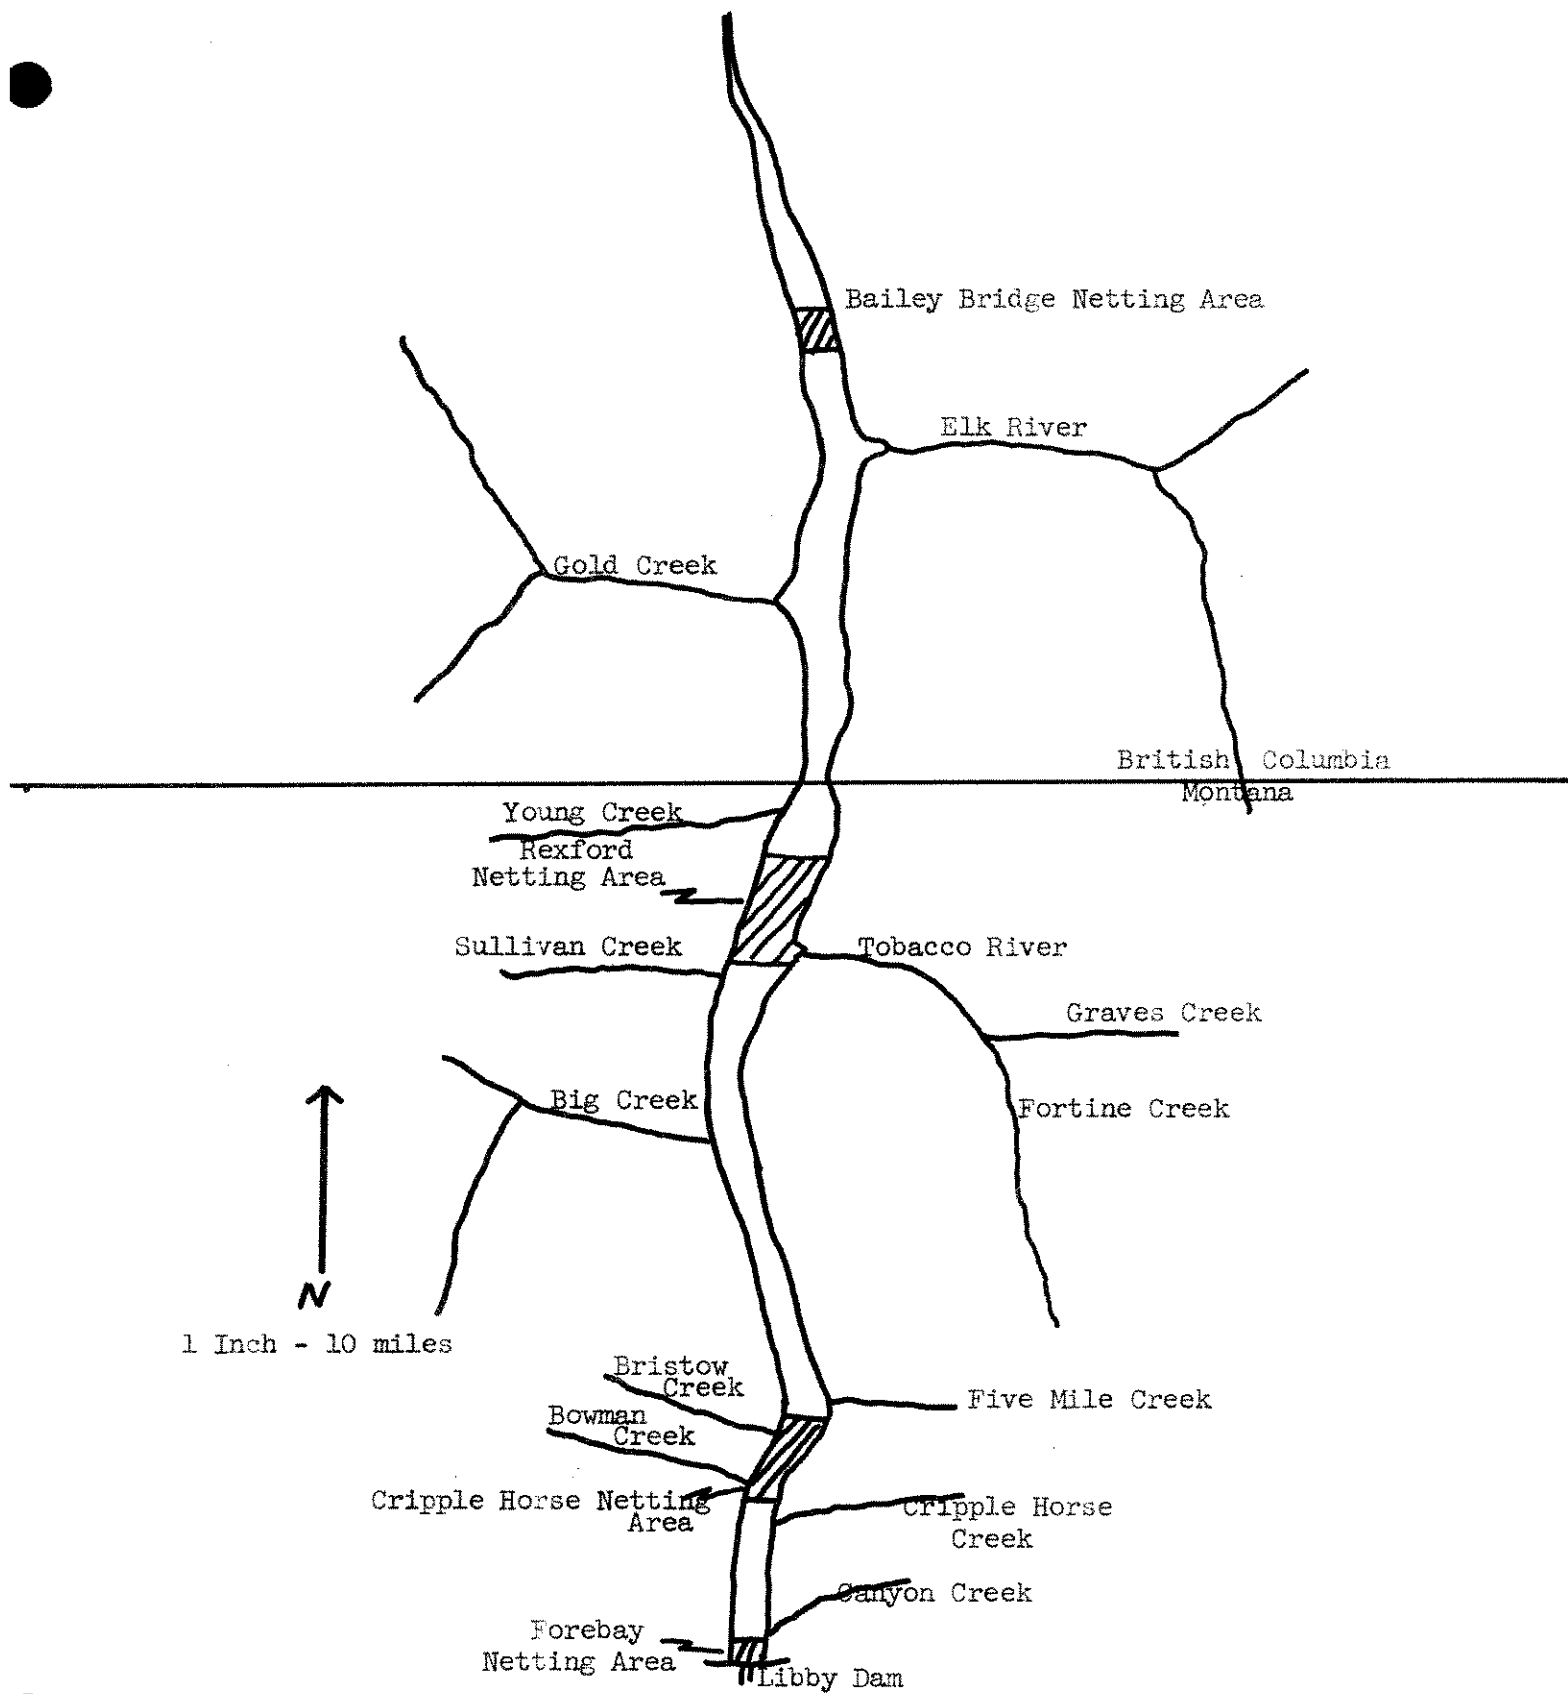 Bailey Bridge Netting Area
Elk River
Gold Creek
British Columbia
Montana
Young Creek
Rexford
Netting Area
Sullivan Creek
Tobacco River
Graves Creek
Big Creek
Fortine Creek
N
1 Inch - 10 miles
Bristow
Creek
Five Mile Creek
Bowman
Creek
Cripple Horse Netting
Area
Cripple Horse
Creek
Canyon Creek
Forebay
Netting Area
Libby Dam